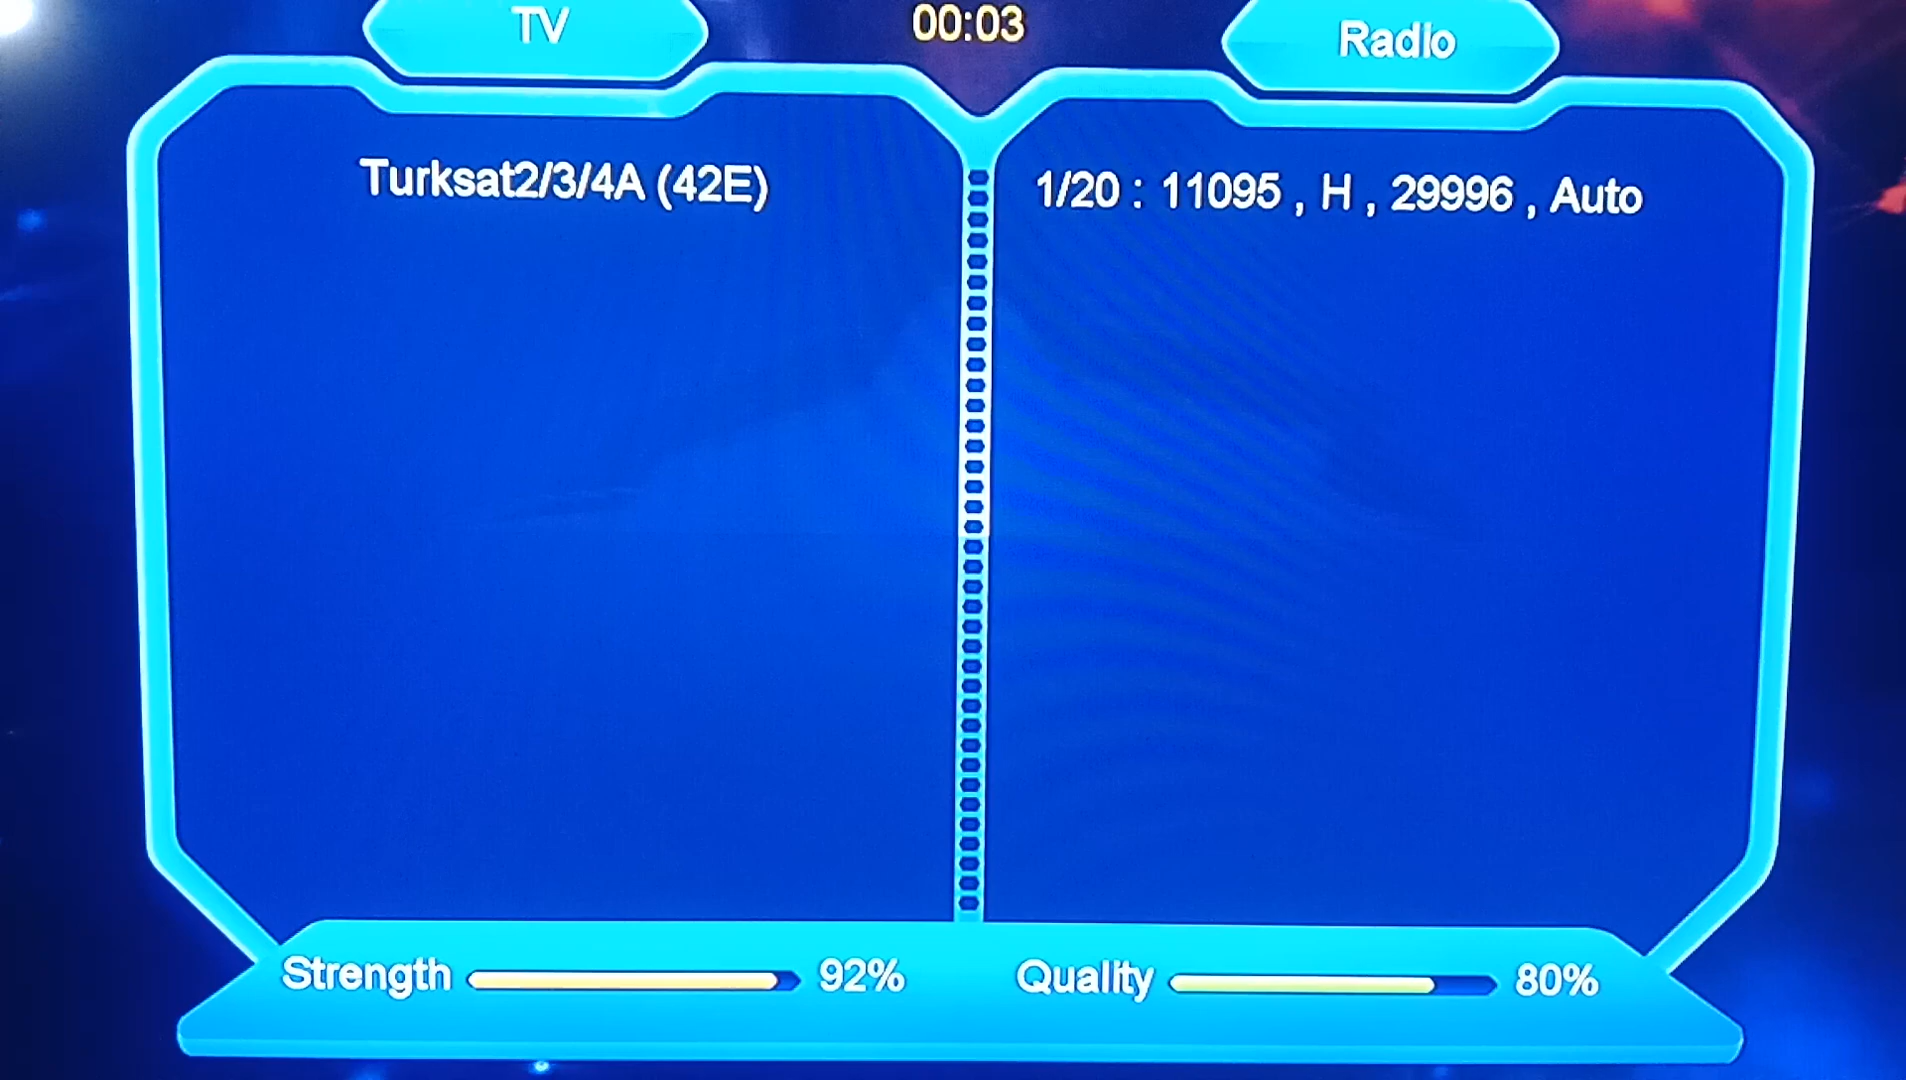 TV
00:03
Radio
Turksat2/3/4A (42E)
1/20 : 11095 , H , 29996 , Auto
Strength 92%
Quality 80%